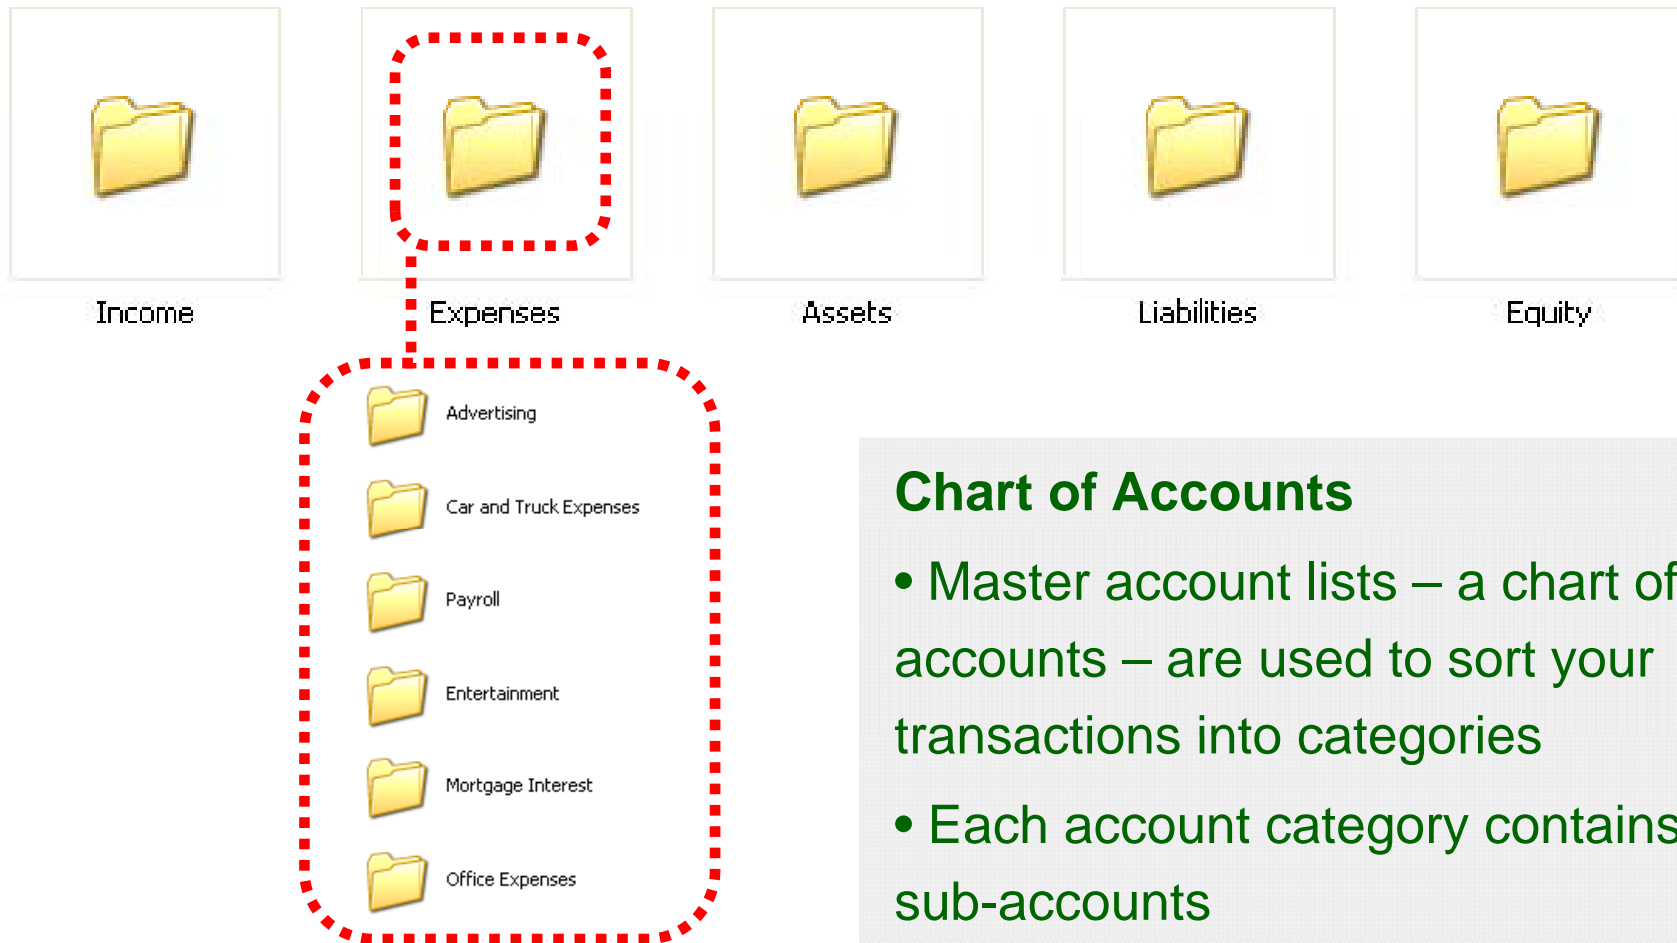 Income
Expenses
Assets
Liabilities
Equity
Advertising
Car and Truck Expenses
Payroll
Entertainment
Mortgage Interest
Office Expenses
Chart of Accounts
• Master account lists – a chart of
accounts – are used to sort your
transactions into categories
• Each account category contains
sub-accounts